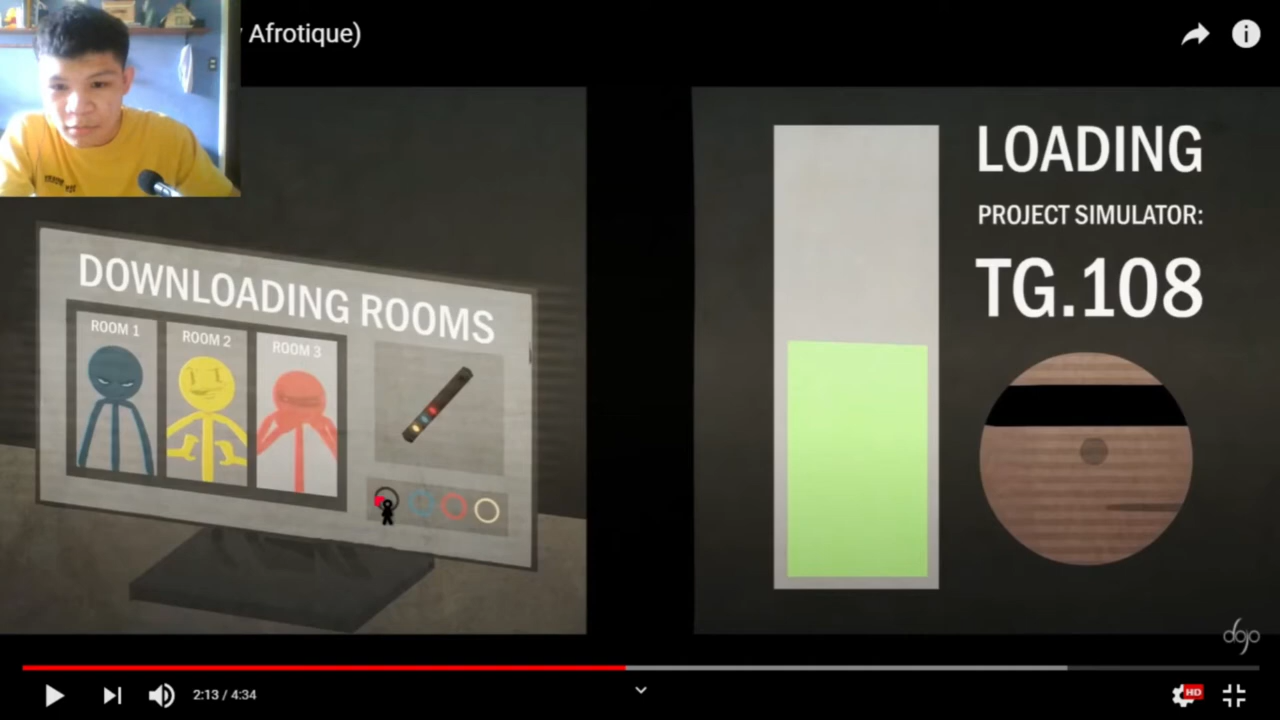 Afrotique)
DOWNLOADING ROOMS
ROOM 1
ROOM 2
ROOM 3
LOADING
PROJECT SIMULATOR:
TG.108
dojo
2:13 / 4:34
HD